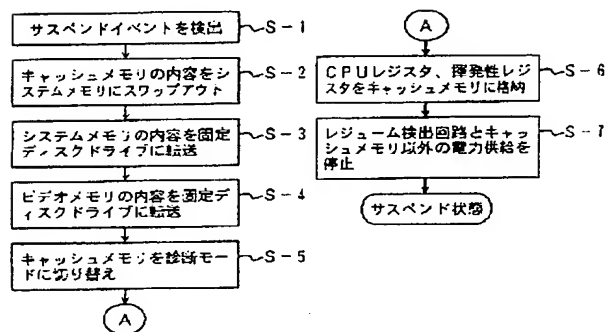 サスペンドイベントを検出
S-1
キャッシュメモリの内容をシ
ステムメモリにスワップアウト
S-2
システムメモリの内容を固定
ディスクドライブに転送
S-3
ビデオメモリの内容を固定デ
ィスクドライブに転送
S-4
キャッシュメモリを診断モー
ドに切り替え
S-5
A
A
CPUレジスタ、揮発性レジ
スタをキャッシュメモリに格納
S-6
レジューム検出回路とキャッ
シュメモリ以外の電力供給を
停止
S-7
サスペンド状態